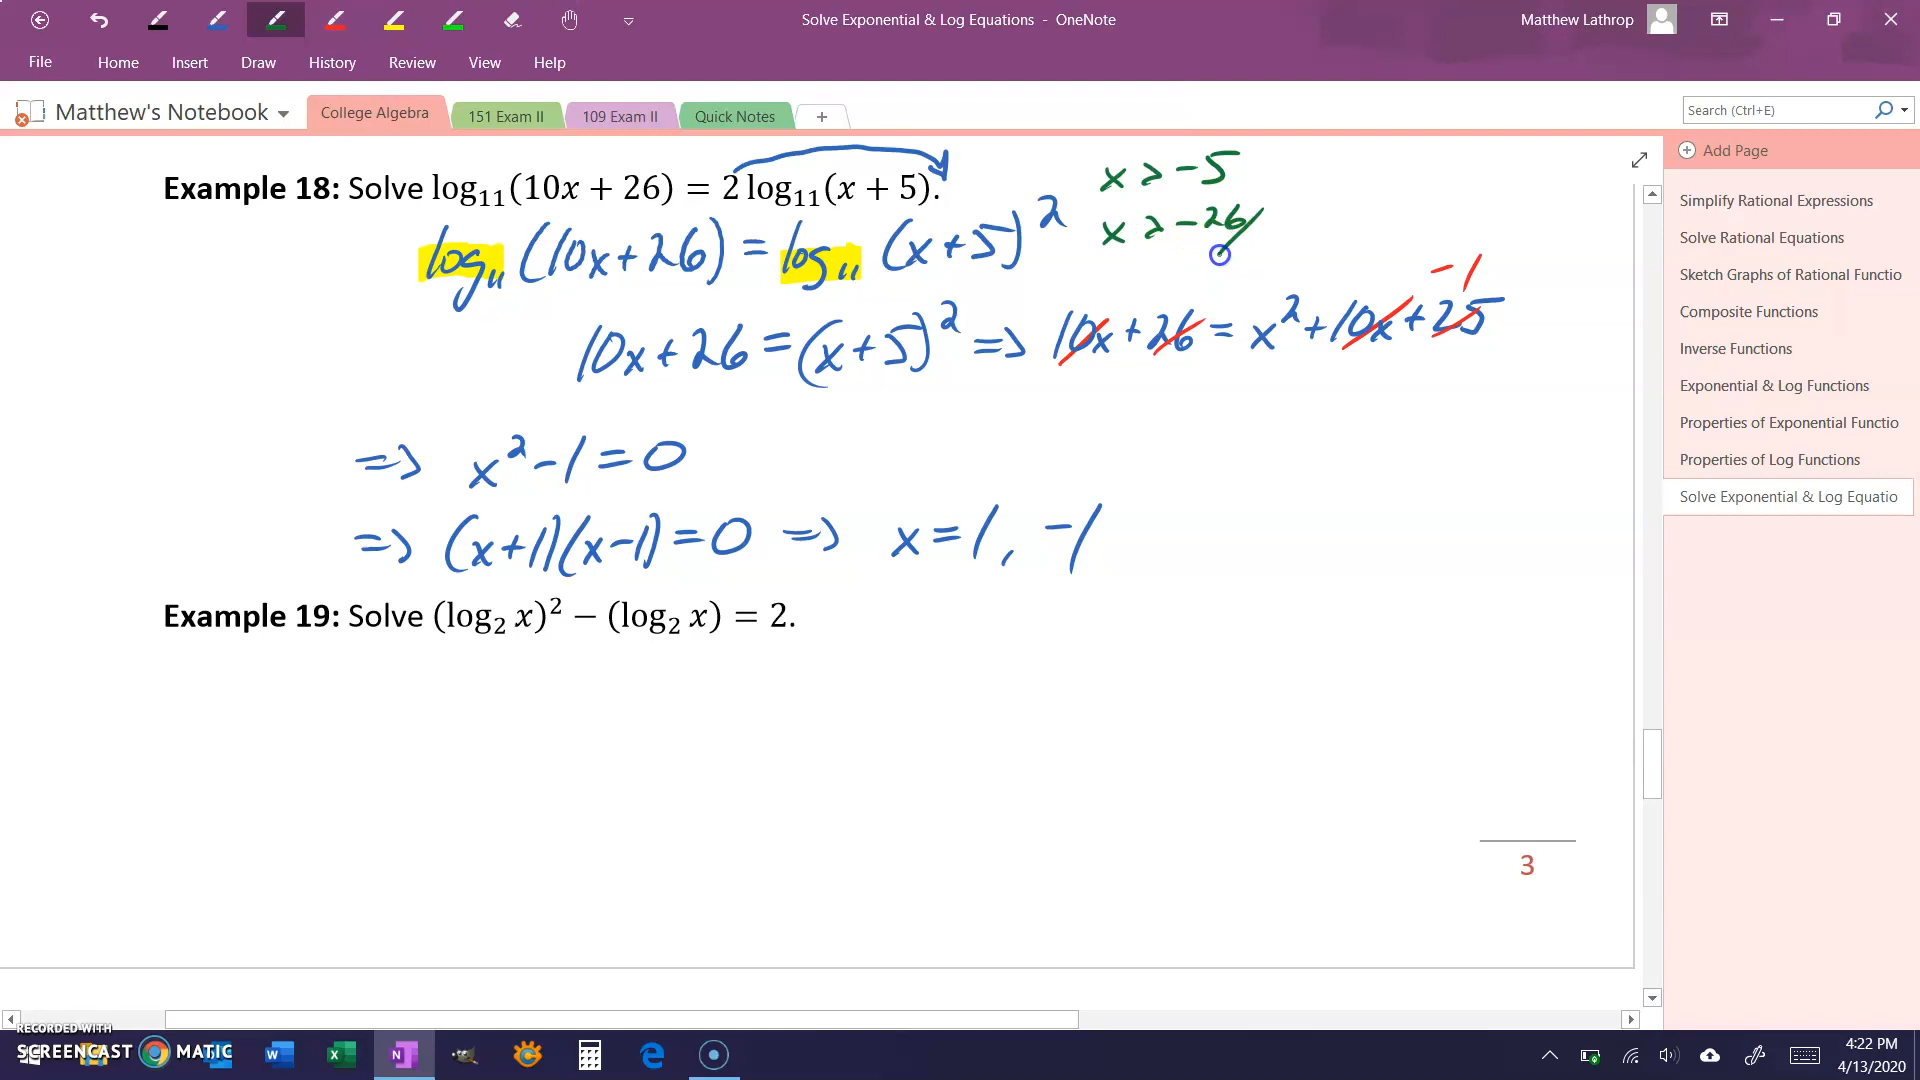 Solve Exponential & Log Equations - OneNote
Matthew Lathrop
File Home Insert Draw History Review View Help
Matthew's Notebook College Algebra 151 Exam II 109 Exam II Quick Notes +
Search (Ctrl+E)
Add Page
Simplify Rational Expressions
Solve Rational Equations
Sketch Graphs of Rational Functio
Composite Functions
Inverse Functions
Exponential & Log Functions
Properties of Exponential Functio
Properties of Log Functions
Solve Exponential & Log Equatio
Example 18: Solve log₁₁(10x + 26) = 2 log₁₁(x + 5).
x > -5
x > -26/
log₁₁ (10x+26) = log₁₁ (x+5)²
-1
10x+26 = (x+5)² => 10x+26 = x²+10x+25
=> x²-1=0
=> (x+1)(x-1)=0 => x=1, -1
Example 19: Solve (log₂ x)² − (log₂ x) = 2.
3
RECORDED WITH
SCREENCAST MATIC
4:22 PM
4/13/2020